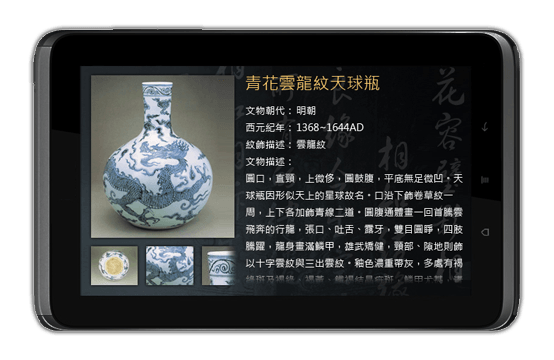 青花雲龍紋天球瓶
文物朝代：明朝
西元紀年：1368~1644AD
紋飾描述：雲龍紋
文物描述：
圓口，直頸，上微侈，圓鼓腹，平底無足微凹。天
球瓶因形似天上的星球故名。口沿下飾卷草紋一
周，上下各加飾青線二道。圓腹通體畫一回首騰雲
飛奔的行龍，張口、吐舌、露牙，雙目圓睜，四肢
騰躍，龍身畫滿鱗甲，雄武矯健，頸部、隙地則飾
以十字雲紋與三出雲紋。釉色濃重帶灰，多處有褐
花容壁
相